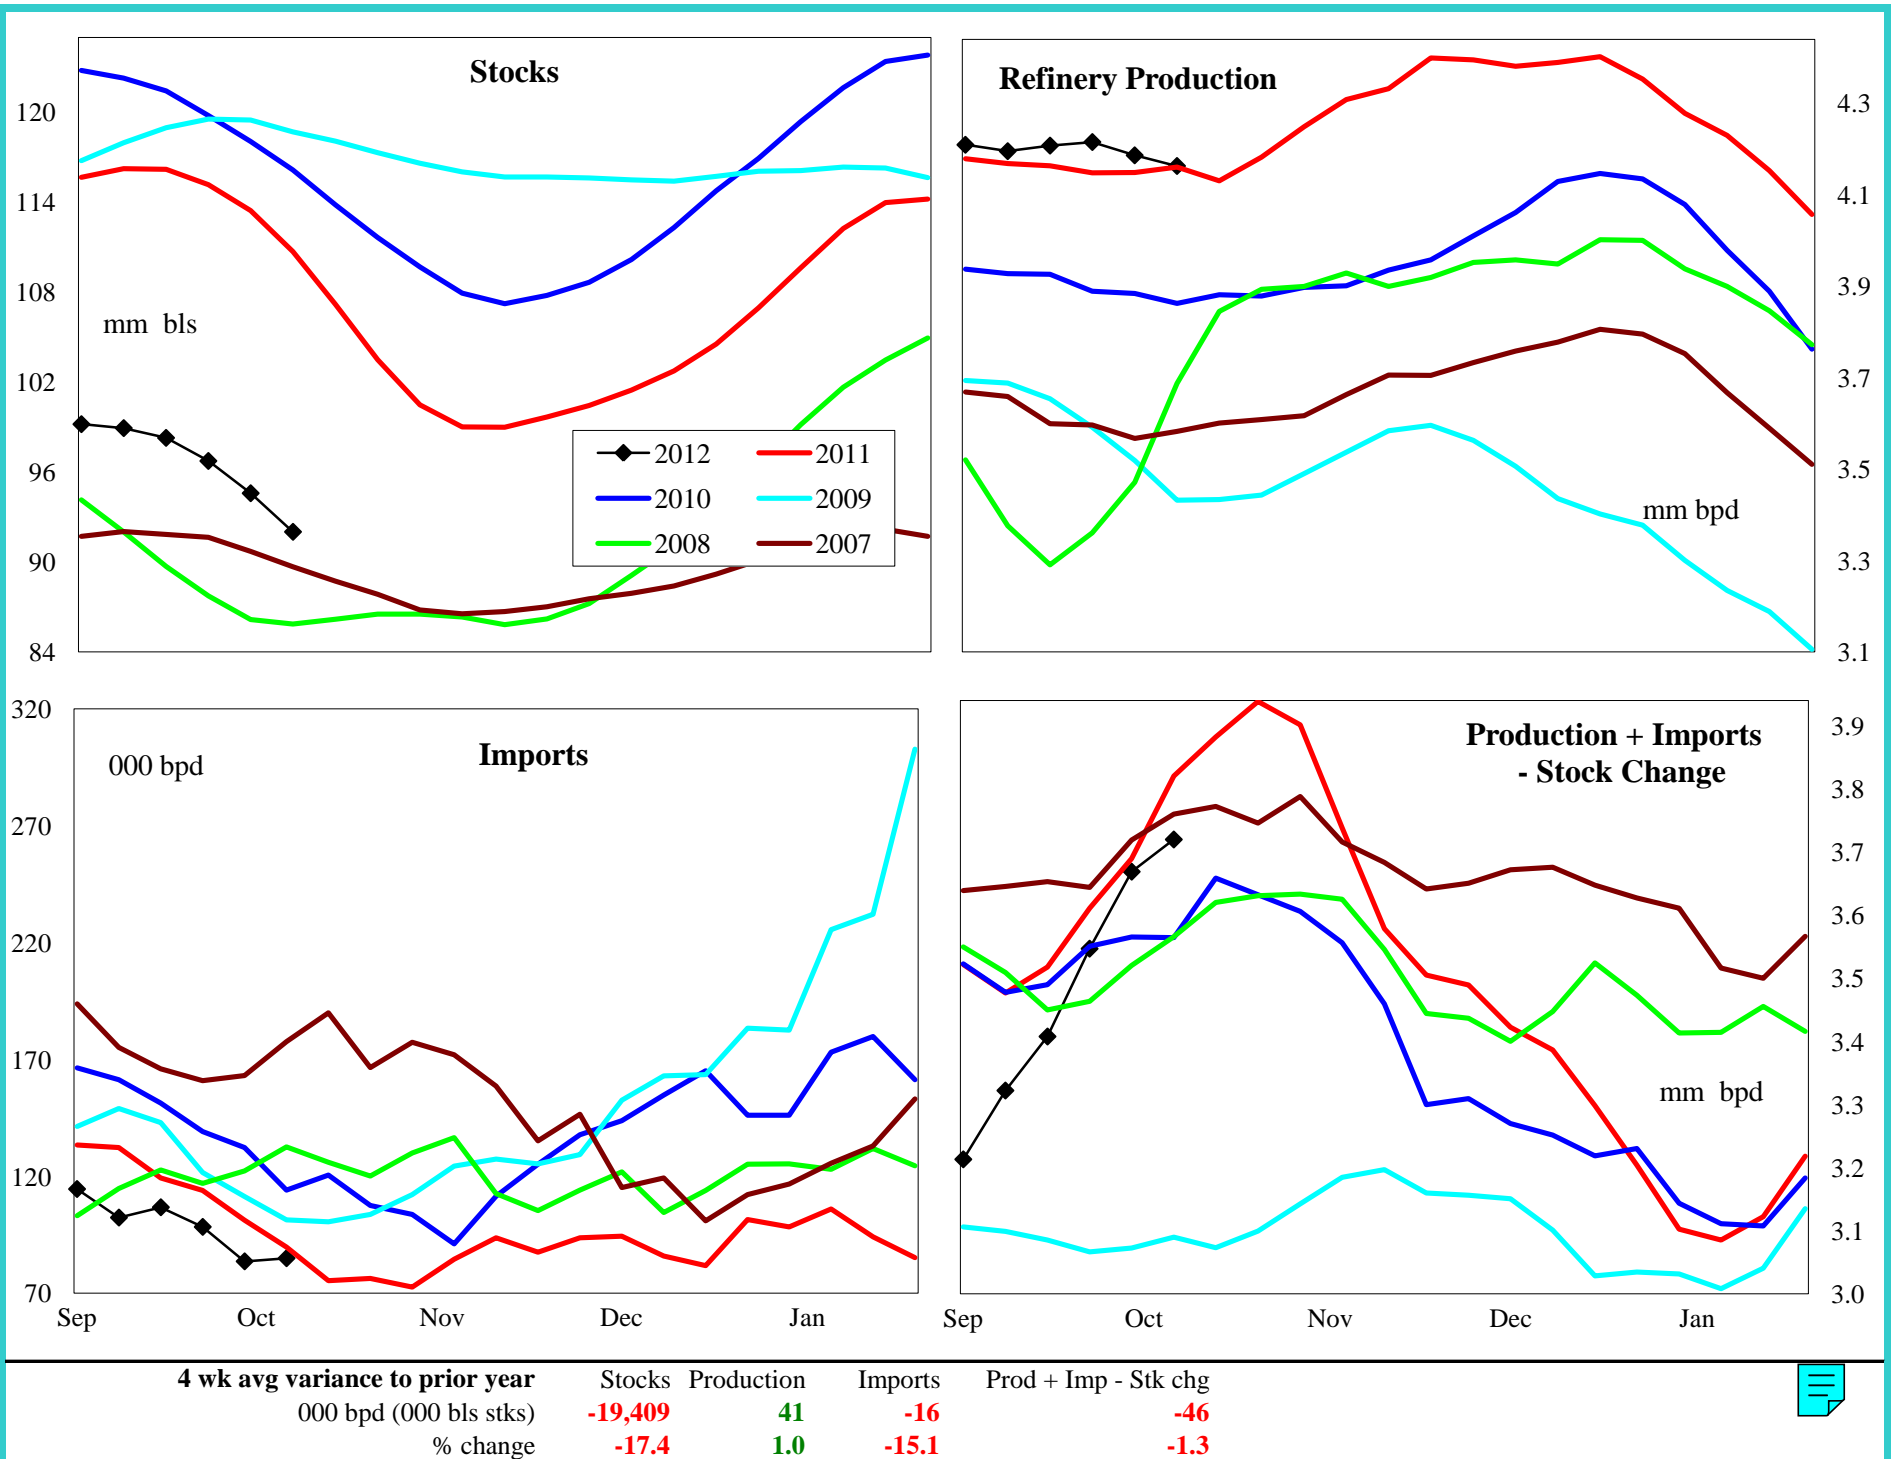 Stocks
120
114
108
102
96
90
84
mm bls
2012 2011
2010 2009
2008 2007
Refinery Production
4.3
4.1
3.9
3.7
3.5
3.3
3.1
mm bpd
Imports
000 bpd
320
270
220
170
120
70
Sep Oct Nov Dec Jan
Production + Imports
- Stock Change
3.9
3.8
3.7
3.6
3.5
3.4
3.3
3.2
3.1
3.0
mm bpd
Sep Oct Nov Dec Jan
4 wk avg variance to prior year Stocks Production Imports Prod + Imp - Stk chg
000 bpd (000 bls stks) -19,409 41 -16 -46
% change -17.4 1.0 -15.1 -1.3